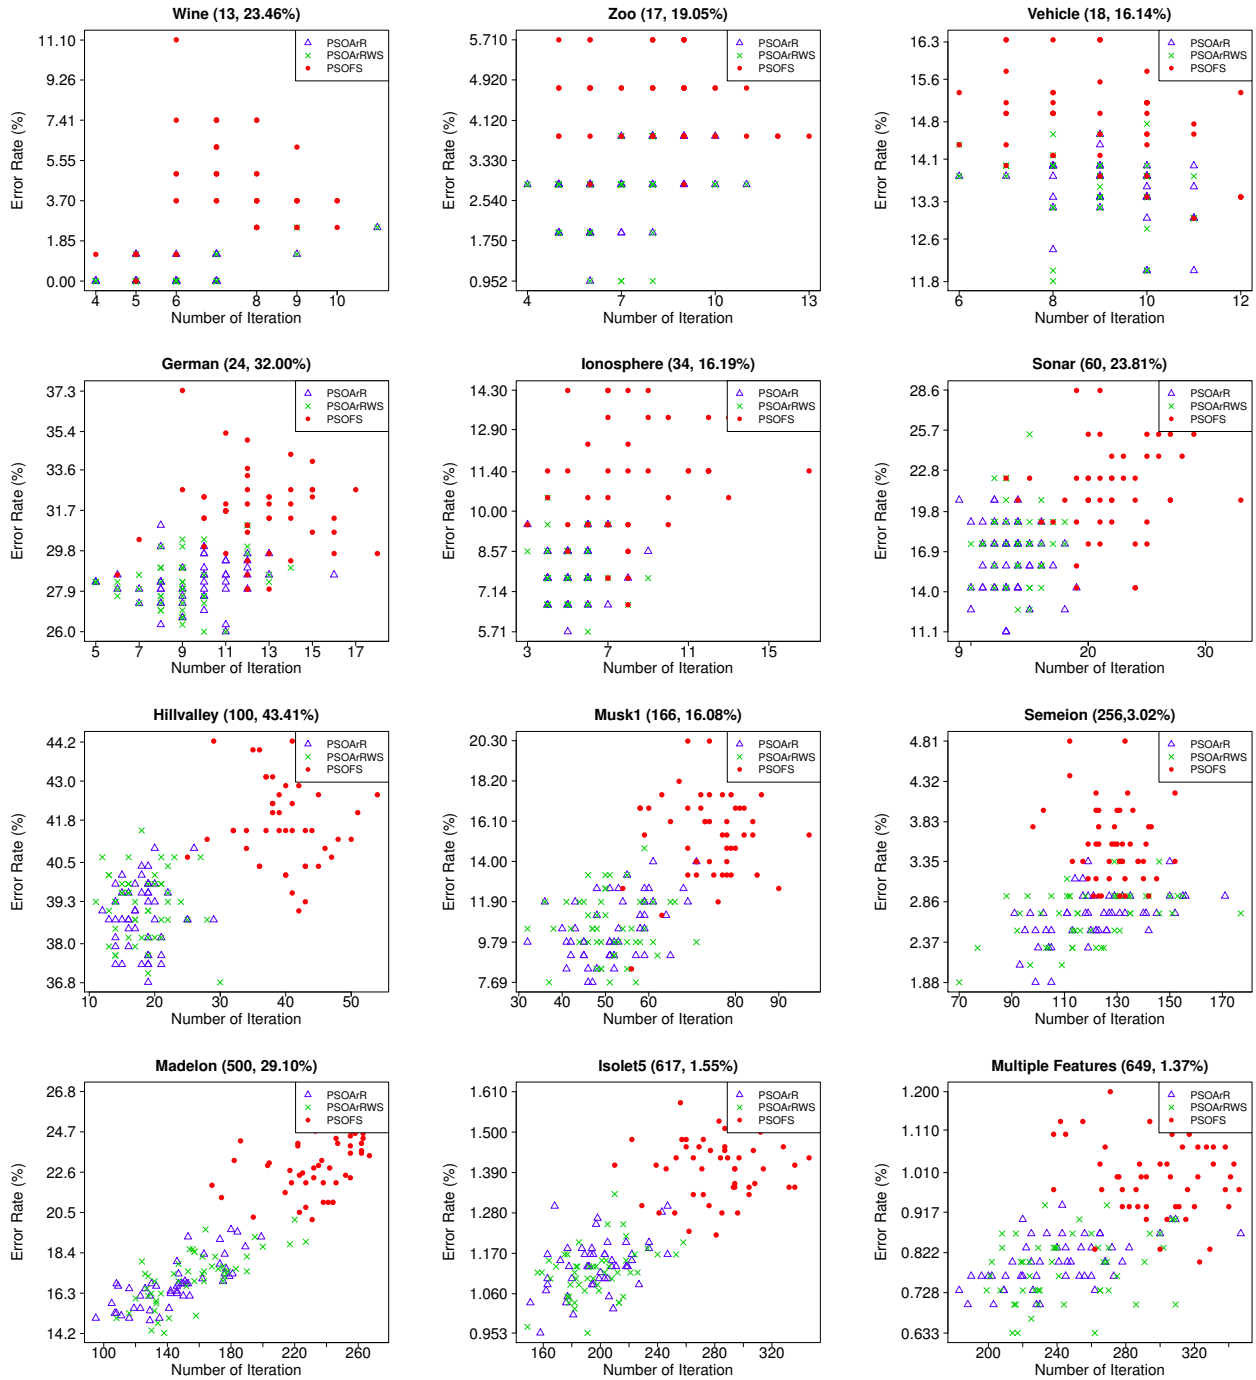 Wine (13, 23.46%)
Error Rate (%)
11.10
9.26
7.41
5.55
3.70
1.85
0.00
PSOArR
PSOArRWS
PSOFS
4 5 6 7 8 9 10
Number of Iteration
Zoo (17, 19.05%)
Error Rate (%)
5.710
4.920
4.120
3.330
2.540
1.750
0.952
PSOArR
PSOArRWS
PSOFS
4 7 10 13
Number of Iteration
Vehicle (18, 16.14%)
Error Rate (%)
16.3
15.6
14.8
14.1
13.3
12.6
11.8
PSOArR
PSOArRWS
PSOFS
6 8 10 12
Number of Iteration
German (24, 32.00%)
Error Rate (%)
37.3
35.4
33.6
31.7
29.8
27.9
26.0
PSOArR
PSOArRWS
PSOFS
5 7 9 11 13 15 17
Number of Iteration
Ionosphere (34, 16.19%)
Error Rate (%)
14.30
12.90
11.40
10.00
8.57
7.14
5.71
PSOArR
PSOArRWS
PSOFS
3 7 11 15
Number of Iteration
Sonar (60, 23.81%)
Error Rate (%)
28.6
25.7
22.8
19.8
16.9
14.0
11.1
PSOArR
PSOArRWS
PSOFS
9 20 30
Number of Iteration
Hillvalley (100, 43.41%)
Error Rate (%)
44.2
43.0
41.8
40.5
39.3
38.0
36.8
PSOArR
PSOArRWS
PSOFS
10 20 30 40 50
Number of Iteration
Musk1 (166, 16.08%)
Error Rate (%)
20.30
18.20
16.10
14.00
11.90
9.79
7.69
PSOArR
PSOArRWS
PSOFS
30 40 50 60 80 90
Number of Iteration
Semeion (256,3.02%)
Error Rate (%)
4.81
4.32
3.83
3.35
2.86
2.37
1.88
PSOArR
PSOArRWS
PSOFS
70 90 110 130 150 170
Number of Iteration
Madelon (500, 29.10%)
Error Rate (%)
26.8
24.7
22.6
20.5
18.4
16.3
14.2
PSOArR
PSOArRWS
PSOFS
100 140 180 220 260
Number of Iteration
Isolet5 (617, 1.55%)
Error Rate (%)
1.610
1.500
1.390
1.280
1.170
1.060
0.953
PSOArR
PSOArRWS
PSOFS
160 200 240 280 320
Number of Iteration
Multiple Features (649, 1.37%)
Error Rate (%)
1.200
1.110
1.010
0.917
0.822
0.728
0.633
PSOArR
PSOArRWS
PSOFS
200 240 280 320
Number of Iteration